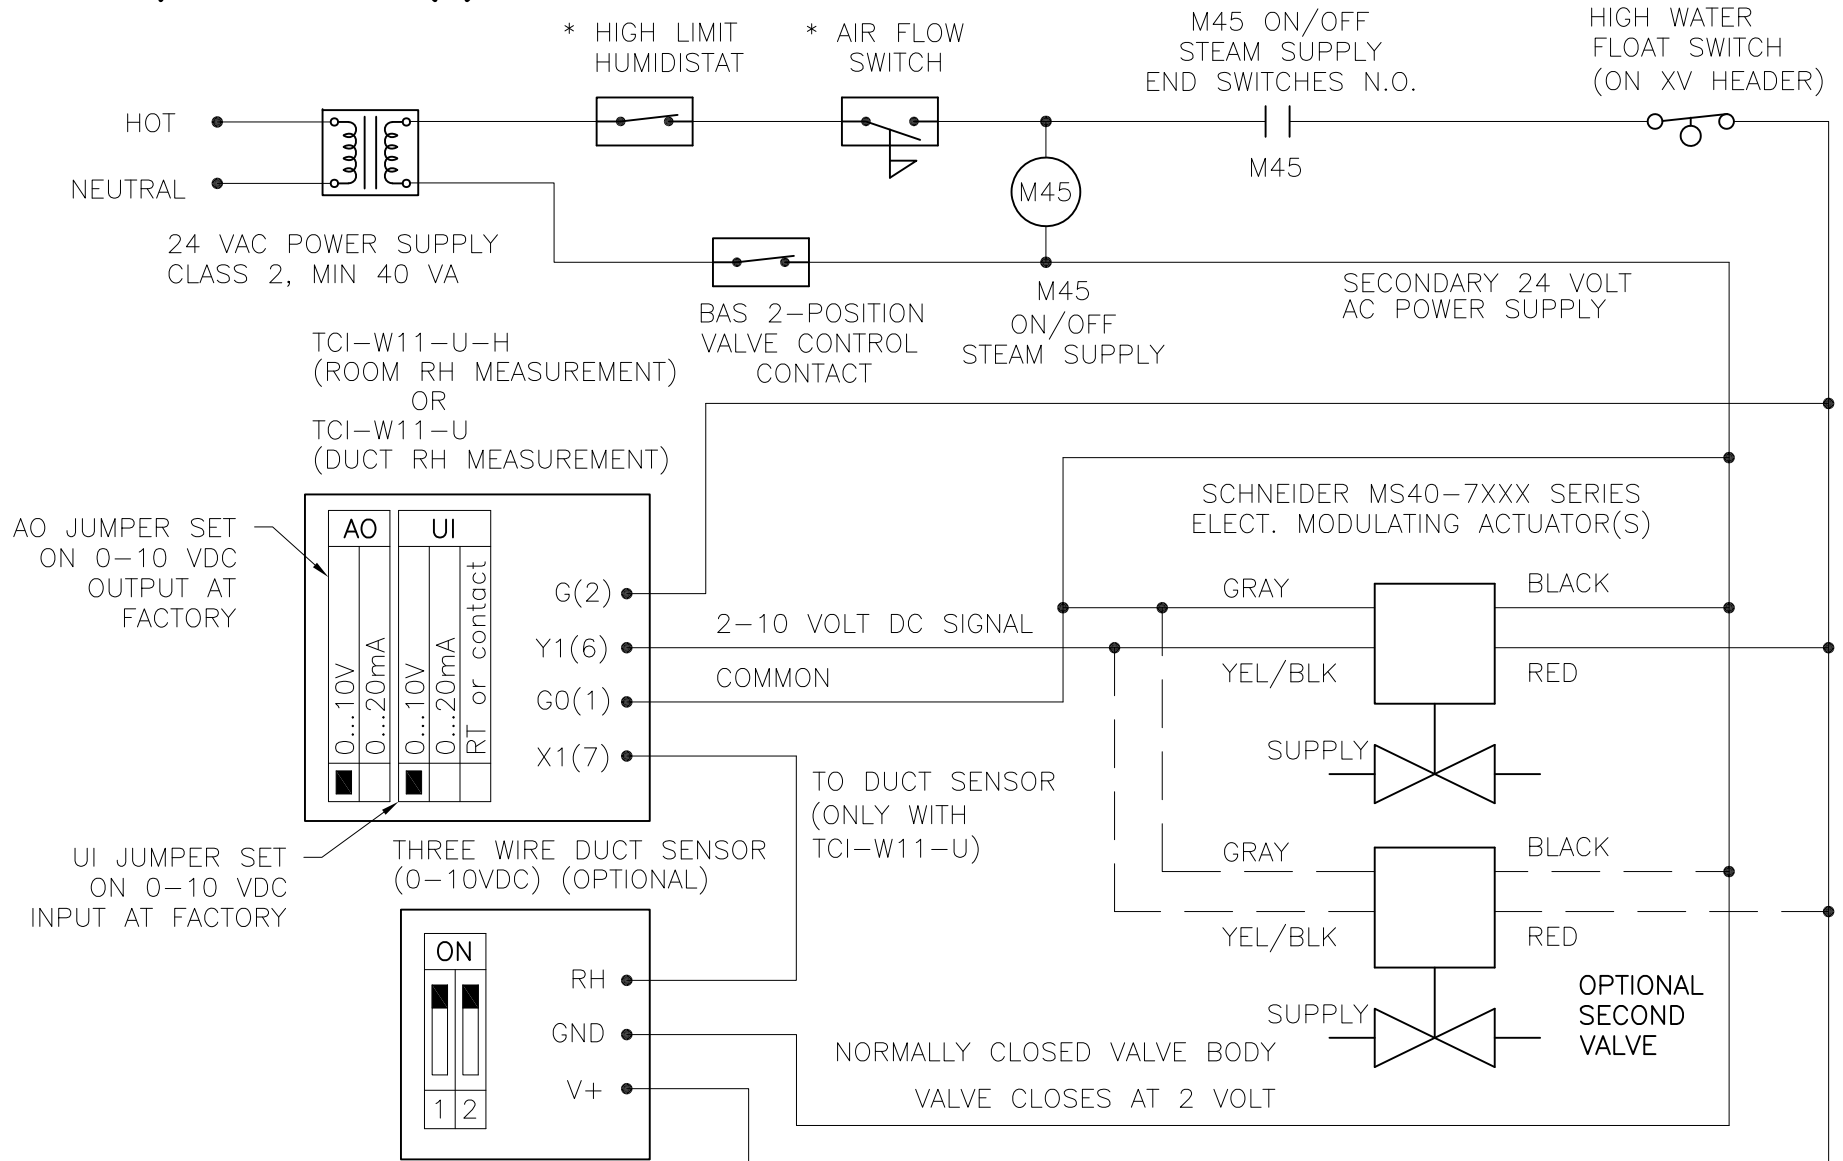 * HIGH LIMIT
HUMIDISTAT
* AIR FLOW
SWITCH
M45 ON/OFF
STEAM SUPPLY
END SWITCHES N.O.
HIGH WATER
FLOAT SWITCH
(ON XV HEADER)
HOT
NEUTRAL
M45
M45
24 VAC POWER SUPPLY
CLASS 2, MIN 40 VA
BAS 2-POSITION
VALVE CONTROL
CONTACT
M45
ON/OFF
STEAM SUPPLY
SECONDARY 24 VOLT
AC POWER SUPPLY
TCI-W11-U-H
(ROOM RH MEASUREMENT)
OR
TCI-W11-U
(DUCT RH MEASUREMENT)
AO JUMPER SET
ON 0-10 VDC
OUTPUT AT
FACTORY
AO
UI
0...10V
0...20mA
0...10V
0...20mA
RT or contact
G(2)
Y1(6)
G0(1)
X1(7)
2-10 VOLT DC SIGNAL
COMMON
SCHNEIDER MS40-7XXX SERIES
ELECT. MODULATING ACTUATOR(S)
GRAY
BLACK
YEL/BLK
RED
SUPPLY
TO DUCT SENSOR
(ONLY WITH
TCI-W11-U)
UI JUMPER SET
ON 0-10 VDC
INPUT AT FACTORY
THREE WIRE DUCT SENSOR
(0-10VDC) (OPTIONAL)
GRAY
BLACK
YEL/BLK
RED
SUPPLY
OPTIONAL
SECOND
VALVE
ON
1 2
RH
GND
V+
NORMALLY CLOSED VALVE BODY
VALVE CLOSES AT 2 VOLT